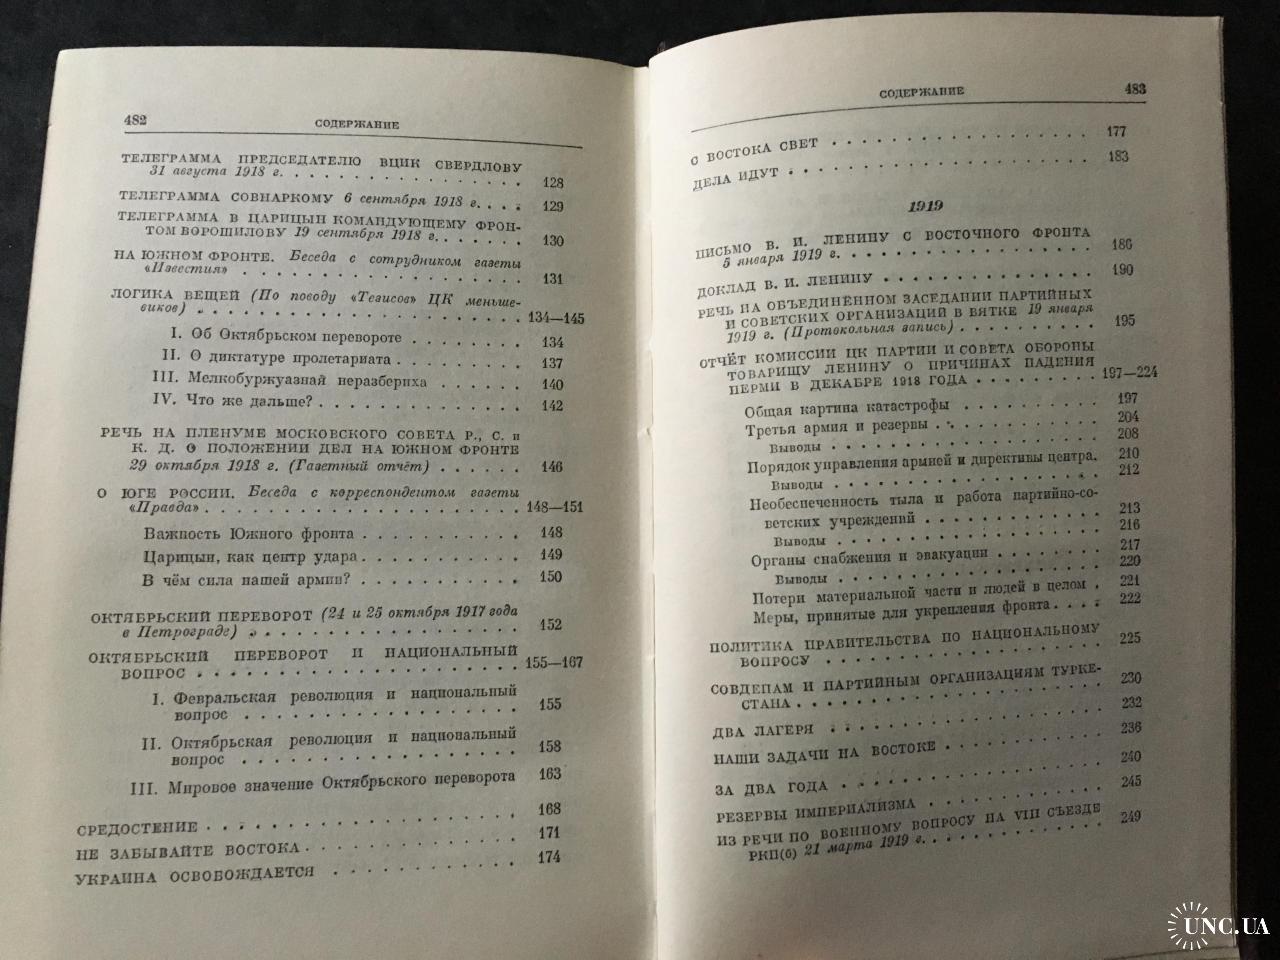 482
СОДЕРЖАНИЕ
ТЕЛЕГРАММА ПРЕДСЕДАТЕЛЮ ВЦИК СВЕРДЛОВУ
31 августа 1918 г. . . . . . . . . . . . . . . . . 128
ТЕЛЕГРАММА СОВНАРКОМУ 6 сентября 1918 г. . . . 129
ТЕЛЕГРАММА В ЦАРИЦЫН КОМАНДУЮЩЕМУ ФРОН-
ТОМ ВОРОШИЛОВУ 19 сентября 1918 г. . . . . . . 130
НА ЮЖНОМ ФРОНТЕ. Беседа с сотрудником газеты
«Известия» . . . . . . . . . . . . . . . . . . . 131
ЛОГИКА ВЕЩЕЙ (По поводу «Тезисов» ЦК меньше-
виков) . . . . . . . . . . . . . . . . . . . . . 134—145
I. Об Октябрьском перевороте . . . . . . . . 134
II. О диктатуре пролетариата . . . . . . . . . 137
III. Мелкобуржуазная неразбериха . . . . . . . 140
IV. Что же дальше? . . . . . . . . . . . . . . 142
РЕЧЬ НА ПЛЕНУМЕ МОСКОВСКОГО СОВЕТА Р., С. и
К. Д. О ПОЛОЖЕНИИ ДЕЛ НА ЮЖНОМ ФРОНТЕ
29 октября 1918 г. (Газетный отчёт) . . . . . . 146
О ЮГЕ РОССИИ. Беседа с корреспондентом газеты
«Правда» . . . . . . . . . . . . . . . . . . . . 148—151
Важность Южного фронта . . . . . . . . . . . 148
Царицын, как центр удара . . . . . . . . . . . 149
В чём сила нашей армии? . . . . . . . . . . . 150
ОКТЯБРЬСКИЙ ПЕРЕВОРОТ (24 и 25 октября 1917 года
в Петрограде) . . . . . . . . . . . . . . . . . 152
ОКТЯБРЬСКИЙ ПЕРЕВОРОТ И НАЦИОНАЛЬНЫЙ
ВОПРОС . . . . . . . . . . . . . . . . . . . . . 155—167
I. Февральская революция и национальный
вопрос . . . . . . . . . . . . . . . . . . . 155
II. Октябрьская революция и национальный
вопрос . . . . . . . . . . . . . . . . . . . 158
III. Мировое значение Октябрьского переворота 163
СРЕДОСТЕНИЕ . . . . . . . . . . . . . . . . . . . 168
НЕ ЗАБЫВАЙТЕ ВОСТОКА . . . . . . . . . . . . . . 171
УКРАИНА ОСВОБОЖДАЕТСЯ . . . . . . . . . . . . . 174
СОДЕРЖАНИЕ
483
С ВОСТОКА СВЕТ . . . . . . . . . . . . . . . . . 177
ДЕЛА ИДУТ . . . . . . . . . . . . . . . . . . . . 183
1919
ПИСЬМО В. И. ЛЕНИНУ С ВОСТОЧНОГО ФРОНТА
5 января 1919 г. . . . . . . . . . . . . . . . . 186
ДОКЛАД В. И. ЛЕНИНУ . . . . . . . . . . . . . . . 190
РЕЧЬ НА ОБЪЕДИНЁННОМ ЗАСЕДАНИИ ПАРТИЙНЫХ
И СОВЕТСКИХ ОРГАНИЗАЦИЙ В ВЯТКЕ 19 января
1919 г. (Протокольная запись) . . . . . . . . . . 195
ОТЧЁТ КОМИССИИ ЦК ПАРТИИ И СОВЕТА ОБОРОНЫ
ТОВАРИЩУ ЛЕНИНУ О ПРИЧИНАХ ПАДЕНИЯ
ПЕРМИ В ДЕКАБРЕ 1918 ГОДА . . . . . . . . . 197—224
Общая картина катастрофы . . . . . . . . . . 197
Третья армия и резервы . . . . . . . . . . . . 204
Выводы . . . . . . . . . . . . . . . . . . . 208
Порядок управления армией и директивы центра. 210
Выводы . . . . . . . . . . . . . . . . . . . 212
Необеспеченность тыла и работа партийно-со-
ветских учреждений . . . . . . . . . . . . . 213
Выводы . . . . . . . . . . . . . . . . . . . 216
Органы снабжения и эвакуации . . . . . . . . 217
Выводы . . . . . . . . . . . . . . . . . . . 220
Потери материальной части и людей в целом . 221
Меры, принятые для укрепления фронта . . . . 222
ПОЛИТИКА ПРАВИТЕЛЬСТВА ПО НАЦИОНАЛЬНОМУ
ВОПРОСУ . . . . . . . . . . . . . . . . . . . . 225
СОВДЕПАМ И ПАРТИЙНЫМ ОРГАНИЗАЦИЯМ ТУРКЕ-
СТАНА . . . . . . . . . . . . . . . . . . . . . 230
ДВА ЛАГЕРЯ . . . . . . . . . . . . . . . . . . . 232
НАШИ ЗАДАЧИ НА ВОСТОКЕ . . . . . . . . . . . . . 236
ЗА ДВА ГОДА . . . . . . . . . . . . . . . . . . . 240
РЕЗЕРВЫ ИМПЕРИАЛИЗМА . . . . . . . . . . . . . . 245
ИЗ РЕЧИ ПО ВОЕННОМУ ВОПРОСУ НА VIII СЪЕЗДЕ
РКП(б) 21 марта 1919 г. . . . . . . . . . . . . . 249
UNC.UA